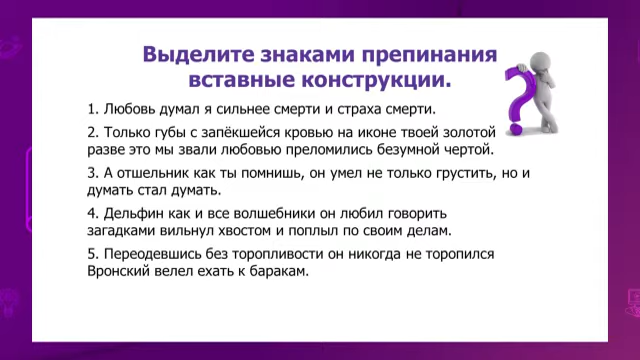 Выделите знаками препинания
вставные конструкции.
1. Любовь думал я сильнее смерти и страха смерти.
2. Только губы с запёкшейся кровью на иконе твоей золотой
разве это мы звали любовью преломились безумной чертой.
3. А отшельник как ты помнишь, он умел не только грустить, но и
думать стал думать.
4. Дельфин как и все волшебники он любил говорить
загадками вильнул хвостом и поплыл по своим делам.
5. Переодевшись без торопливости он никогда не торопился
Вронский велел ехать к баракам.